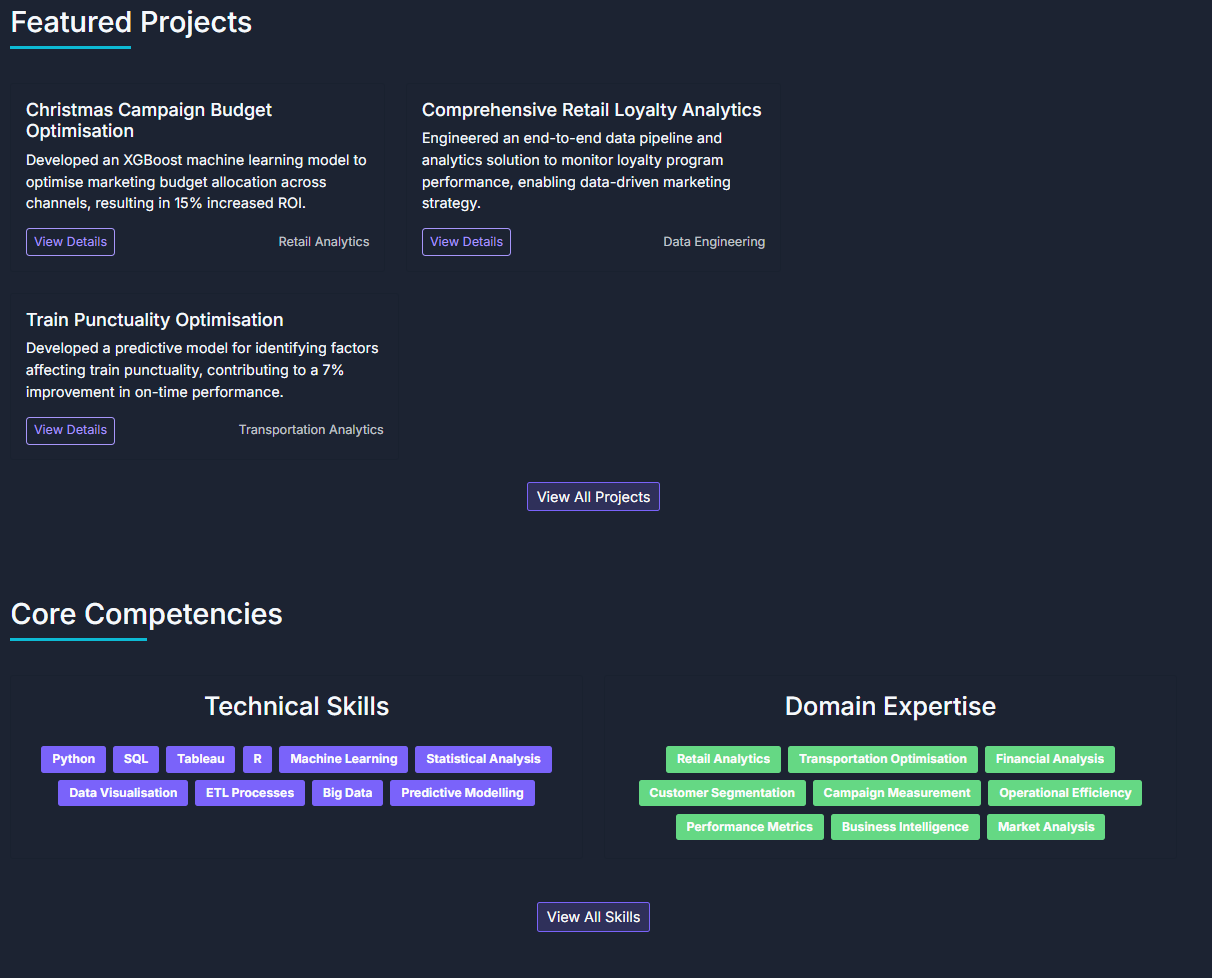 Featured Projects
Christmas Campaign Budget
Optimisation
Developed an XGBoost machine learning model to
optimise marketing budget allocation across
channels, resulting in 15% increased ROI.
View Details
Retail Analytics
Comprehensive Retail Loyalty Analytics
Engineered an end-to-end data pipeline and
analytics solution to monitor loyalty program
performance, enabling data-driven marketing
strategy.
View Details
Data Engineering
Train Punctuality Optimisation
Developed a predictive model for identifying factors
affecting train punctuality, contributing to a 7%
improvement in on-time performance.
View Details
Transportation Analytics
View All Projects
Core Competencies
Technical Skills
Python SQL Tableau R Machine Learning Statistical Analysis
Data Visualisation ETL Processes Big Data Predictive Modelling
Domain Expertise
Retail Analytics Transportation Optimisation Financial Analysis
Customer Segmentation Campaign Measurement Operational Efficiency
Performance Metrics Business Intelligence Market Analysis
View All Skills